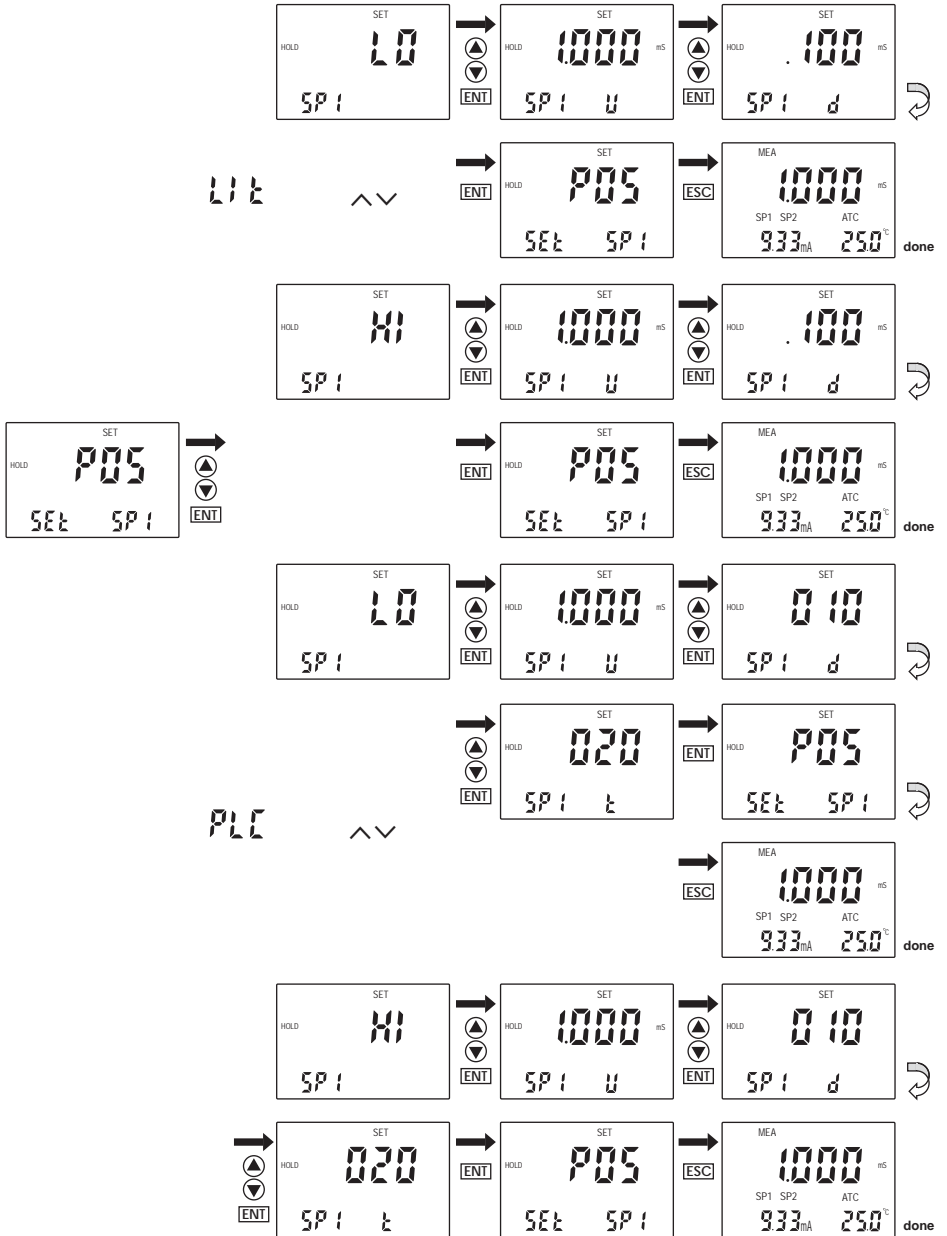 SET SET SET
HOLD LO HOLD 1.000 mS HOLD .100 mS
SP1 ENT SP1 U ENT SP1 d
SET MEA
LIt ENT HOLD POS ESC 1.000 mS
SP1 SP2 ATC
SEt SP1 9.33mA 25.0°C done
SET SET SET
HOLD HI HOLD 1.000 mS HOLD .100 mS
SP1 ENT SP1 U ENT SP1 d
SET SET MEA
HOLD POS ENT HOLD POS ESC 1.000 mS
SP1 SP2 ATC
SEt SP1 ENT SEt SP1 9.33mA 25.0°C done
SET SET SET
HOLD LO HOLD 1.000 mS HOLD 010
SP1 ENT SP1 U ENT SP1 d
SET SET
HOLD 020 ENT HOLD POS
ENT SP1 t SEt SP1
PLC
MEA
ESC 1.000 mS
SP1 SP2 ATC
9.33mA 25.0°C done
SET SET SET
HOLD HI HOLD 1.000 mS HOLD 010
SP1 ENT SP1 U ENT SP1 d
SET SET MEA
HOLD 020 ENT HOLD POS ESC 1.000 mS
SP1 SP2 ATC
ENT SP1 t SEt SP1 9.33mA 25.0°C done